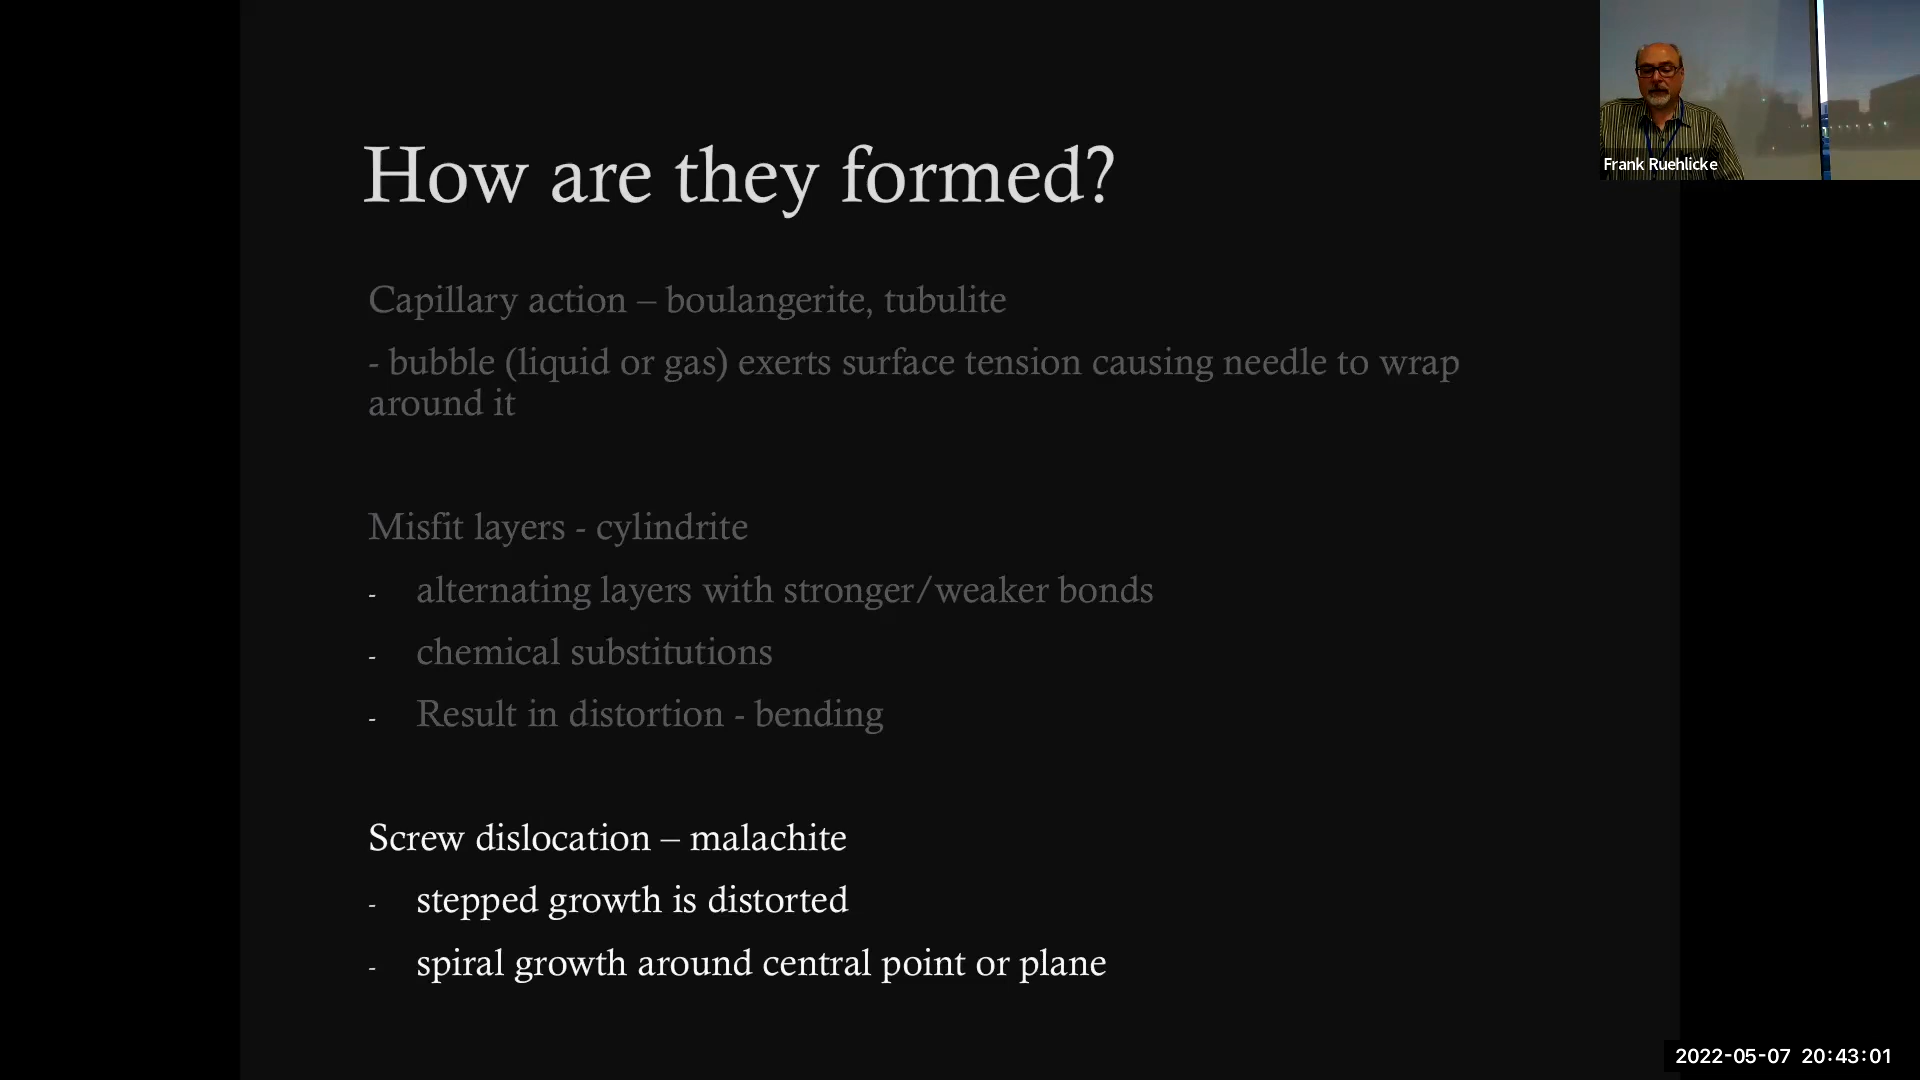 How are they formed?
Frank Ruehlicke
Capillary action – boulangerite, tubulite
- bubble (liquid or gas) exerts surface tension causing needle to wrap
around it
Misfit layers - cylindrite
- alternating layers with stronger/weaker bonds
- chemical substitutions
- Result in distortion - bending
Screw dislocation – malachite
- stepped growth is distorted
- spiral growth around central point or plane
2022-05-07 20:43:01